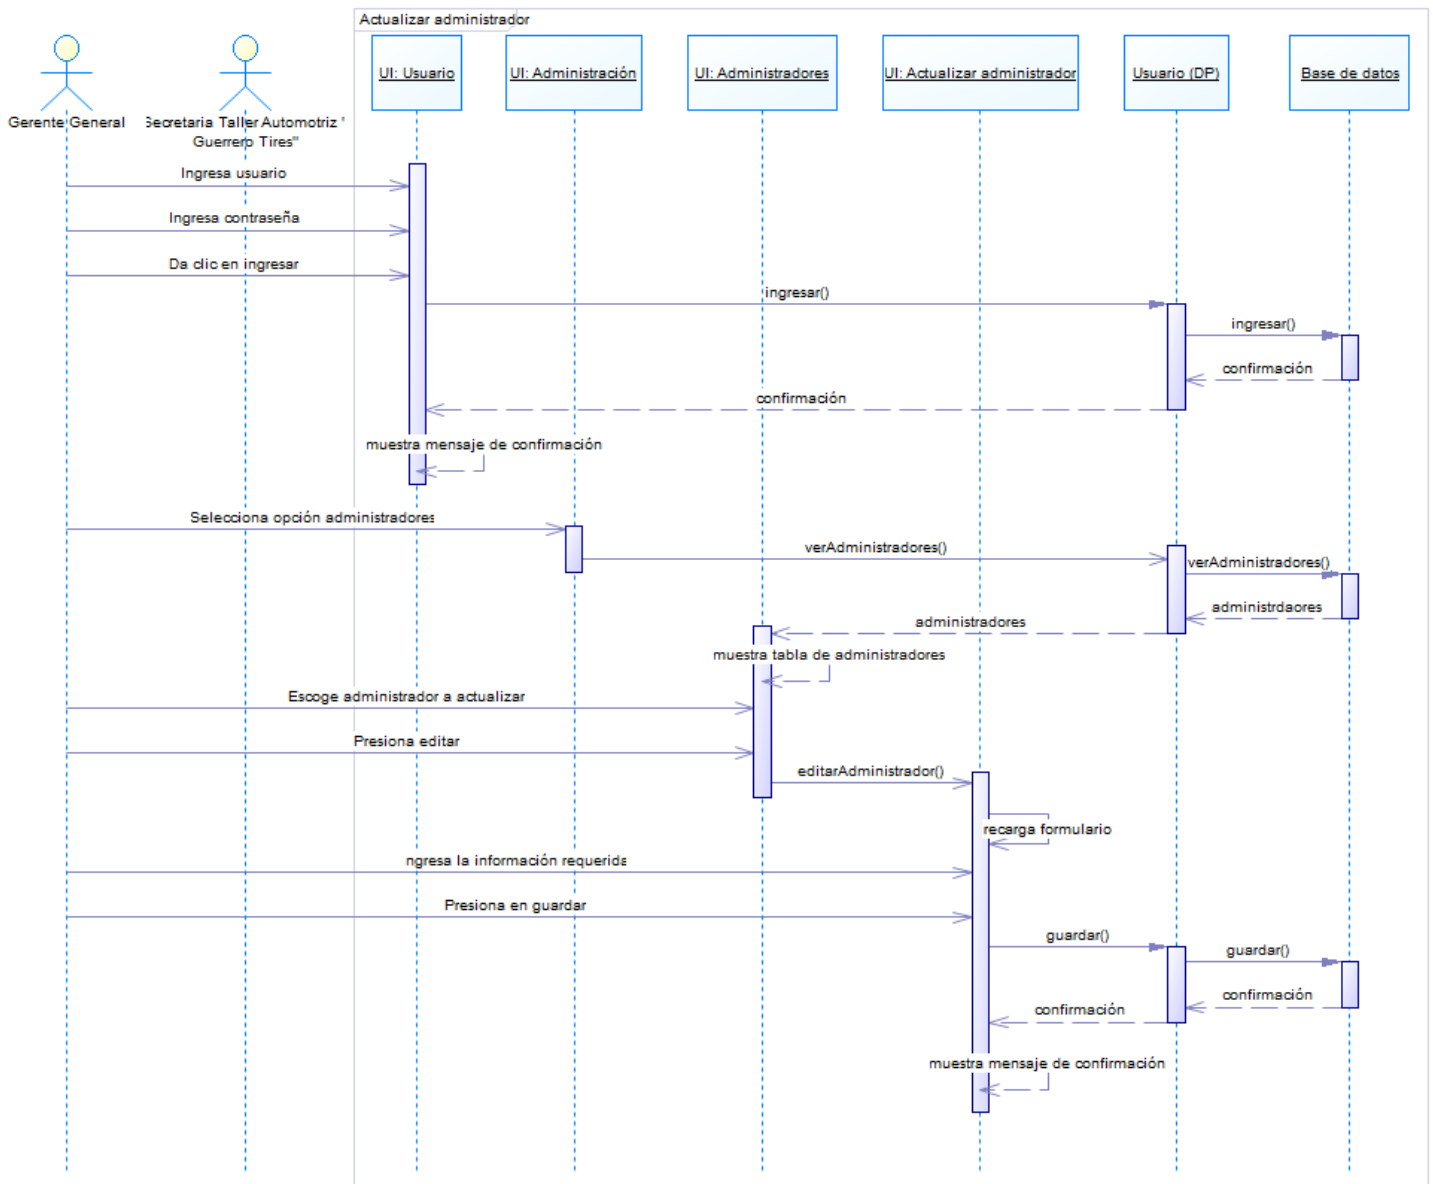 Actualizar administrador
UI: Usuario
UI: Administración
UI: Administradores
UI: Actualizar administrador
Usuario (DP)
Base de datos
Gerente General
Secretaria Taller Automotriz "
Guerrero Tires"
Ingresa usuario
Ingresa contraseña
Da clic en ingresar
ingresar()
ingresar()
confirmación
confirmación
muestra mensaje de confirmación
Selecciona opción administradores
verAdministradores()
verAdministradores()
administrdaores
administradores
muestra tabla de administradores
Escoge administrador a actualizar
Presiona editar
editarAdministrador()
recarga formulario
ngresa la información requerida
Presiona en guardar
guardar()
guardar()
confirmación
confirmación
muestra mensaje de confirmación